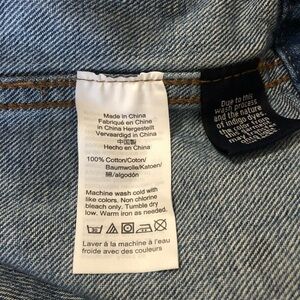 Made in China
Fabriqué en Chine
in China Hergestellt
Vervaardigd in China
中国製
Hecho en China
100% Cotton/Coton/
Baumwolle/Katoen/
綿/algodón
Machine wash cold with
like colors. Non chlorine
bleach only. Tumble dry
low. Warm iron as needed.
Laver à la machine à l'eau
froide avec des couleurs
Due to this
wash process
and the nature
of indigo dyes,